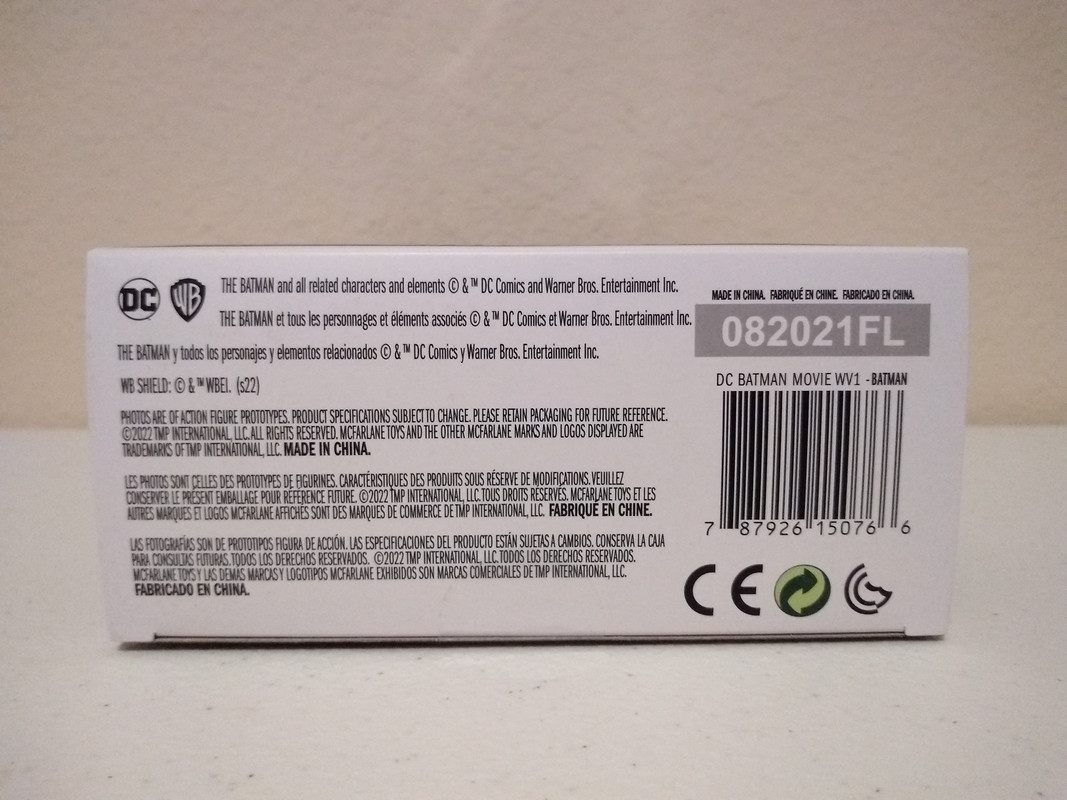 DC WB THE BATMAN and all related characters and elements © & ™ DC Comics and Warner Bros. Entertainment Inc.
THE BATMAN et tous les personnages et éléments associés © & ™ DC Comics et Warner Bros. Entertainment Inc.
THE BATMAN y todos los personajes y elementos relacionados © & ™ DC Comics y Warner Bros. Entertainment Inc.
WB SHIELD: © & ™ WBEI. (s22)
PHOTOS ARE OF ACTION FIGURE PROTOTYPES. PRODUCT SPECIFICATIONS SUBJECT TO CHANGE. PLEASE RETAIN PACKAGING FOR FUTURE REFERENCE.
©2022 TMP INTERNATIONAL, LLC. ALL RIGHTS RESERVED. MCFARLANE TOYS AND THE OTHER MCFARLANE MARKS AND LOGOS DISPLAYED ARE
TRADEMARKS OF TMP INTERNATIONAL, LLC. MADE IN CHINA.
LES PHOTOS SONT CELLES DES PROTOTYPES DE FIGURINES. CARACTÉRISTIQUES DES PRODUITS SOUS RÉSERVE DE MODIFICATIONS. VEUILLEZ
CONSERVER LE PRÉSENT EMBALLAGE POUR RÉFÉRENCE FUTURE. ©2022 TMP INTERNATIONAL, LLC. TOUS DROITS RÉSERVÉS. MCFARLANE TOYS ET LES
AUTRES MARQUES ET LOGOS MCFARLANE AFFICHÉS SONT DES MARQUES DE COMMERCE DE TMP INTERNATIONAL, LLC. FABRIQUÉ EN CHINE.
LAS FOTOGRAFÍAS SON DE PROTOTIPOS FIGURA DE ACCIÓN. LAS ESPECIFICACIONES DEL PRODUCTO ESTÁN SUJETAS A CAMBIOS. CONSERVA LA CAJA
PARA CONSULTAS FUTURAS. TODOS LOS DERECHOS RESERVADOS. ©2022 TMP INTERNATIONAL, LLC. TODOS LOS DERECHOS RESERVADOS.
MCFARLANE TOYS Y LAS DEMAS MARCAS Y LOGOTIPOS MCFARLANE EXHIBIDOS SON MARCAS COMERCIALES DE TMP INTERNATIONAL, LLC.
FABRICADO EN CHINA.
MADE IN CHINA. FABRIQUÉ EN CHINE. FABRICADO EN CHINA.
082021FL
DC BATMAN MOVIE WV1 - BATMAN
7 87926 15076 6
CE